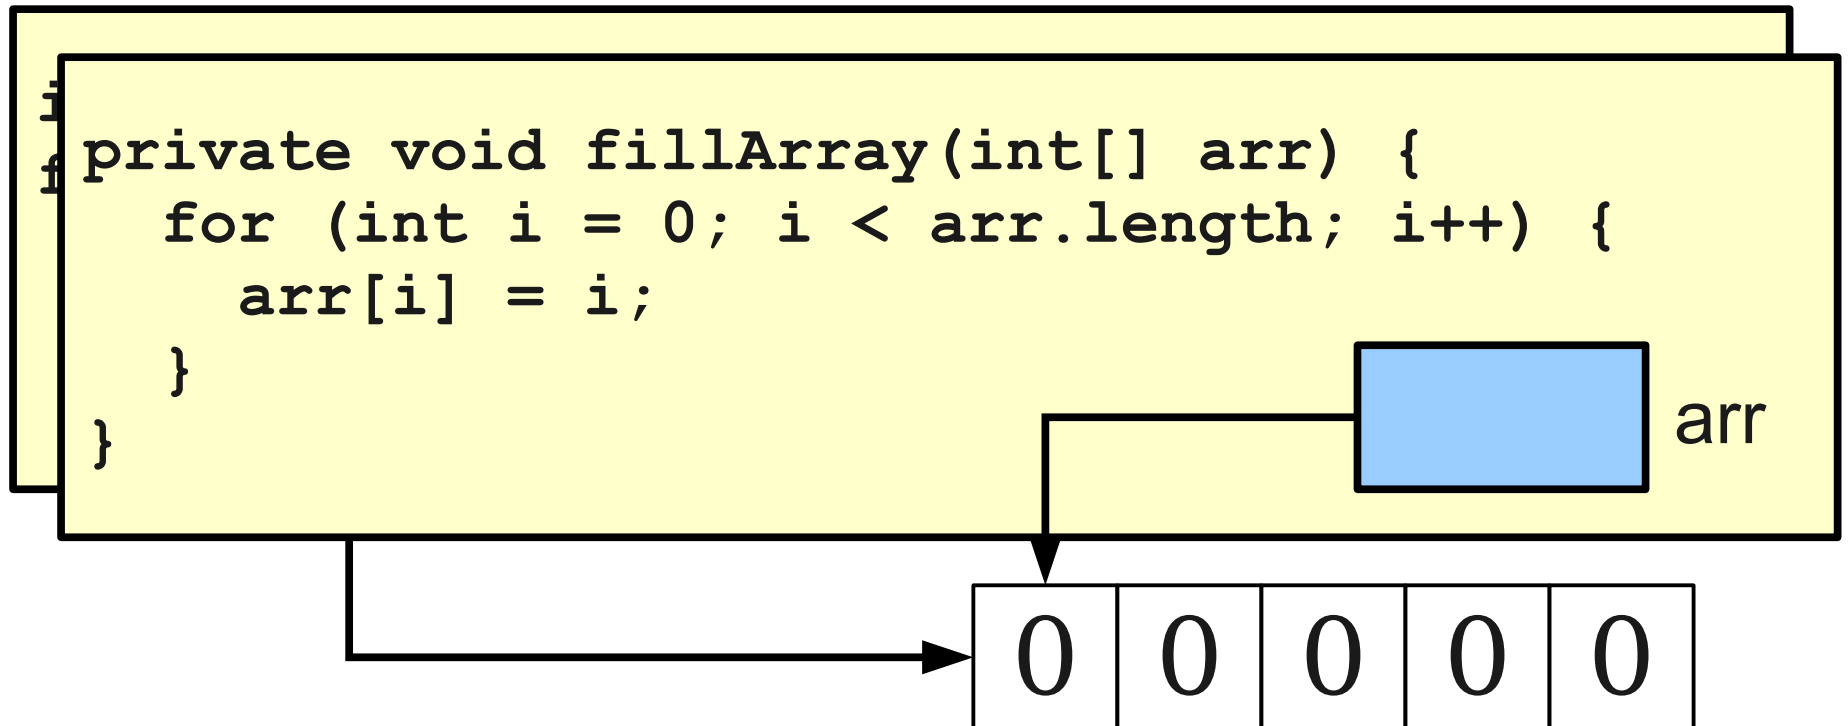 private void fillArray(int[] arr) {
  for (int i = 0; i < arr.length; i++) {
    arr[i] = i;
  }
}
arr
0 0 0 0 0